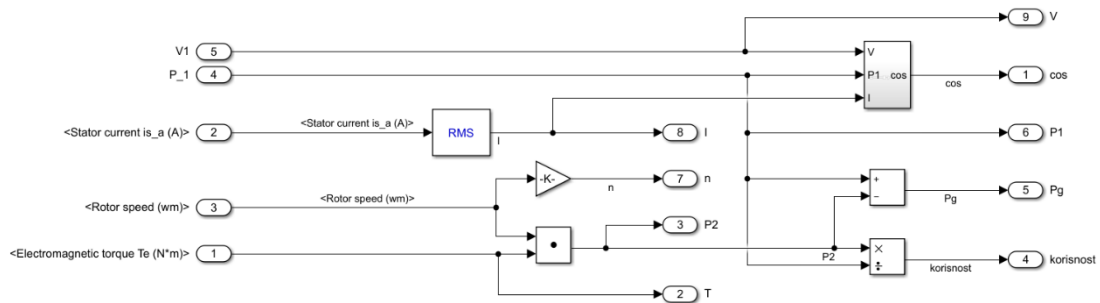 9
V
V1
5
V
P_1
4
P1
cos
cos
1
cos
I
<Stator current is_a (A)>
2
<Stator current is_a (A)>
RMS
I
8
I
6
P1
-K-
n
7
n
<Rotor speed (wm)>
3
<Rotor speed (wm)>
+
−
Pg
5
Pg
3
P2
<Electromagnetic torque Te (N*m)>
1
P2
×
÷
korisnost
4
korisnost
2
T